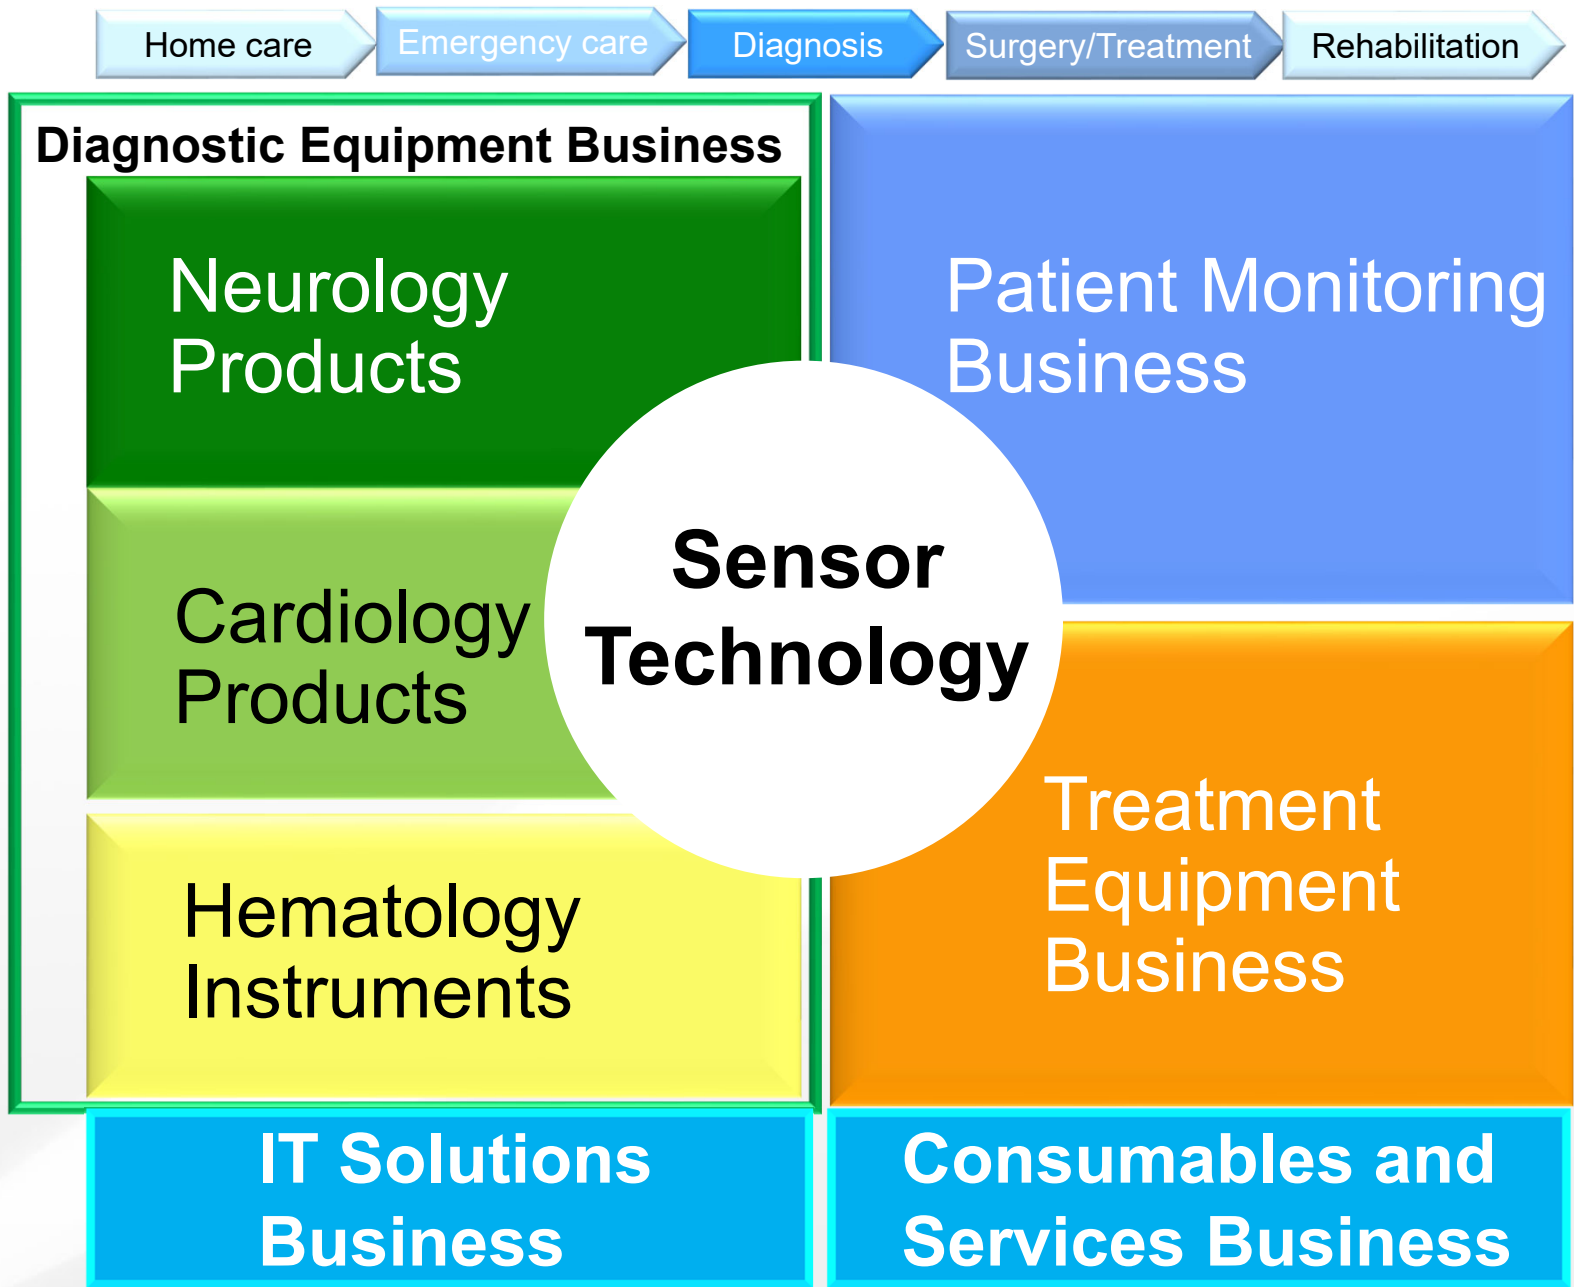 Home care
Emergency care
Diagnosis
Surgery/Treatment
Rehabilitation
Diagnostic Equipment Business
Neurology
Products
Cardiology
Products
Hematology
Instruments
Sensor
Technology
Patient Monitoring
Business
Treatment
Equipment
Business
IT Solutions
Business
Consumables and
Services Business